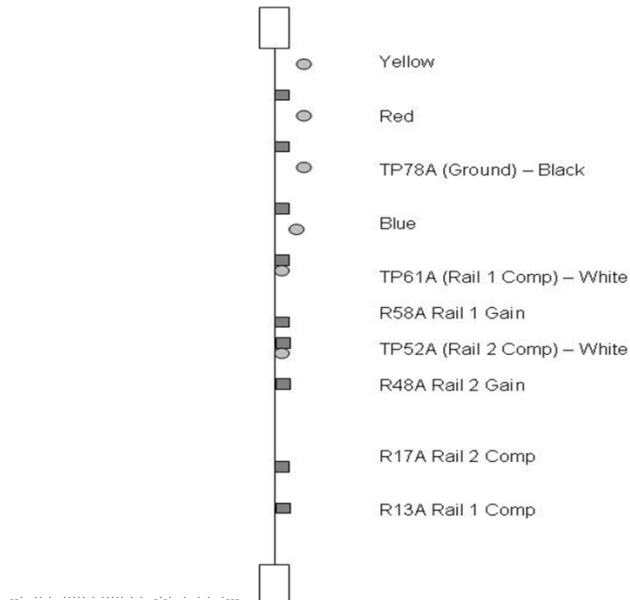 Yellow
Red
TP78A (Ground) – Black
Blue
TP61A (Rail 1 Comp) – White
R58A Rail 1 Gain
TP52A (Rail 2 Comp) – White
R48A Rail 2 Gain
R17A Rail 2 Comp
R13A Rail 1 Comp